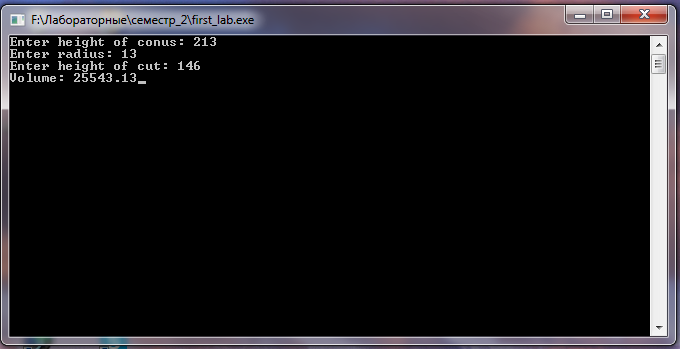 F:\Лабораторные\семестр_2\first_lab.exe
Enter height of conus: 213
Enter radius: 13
Enter height of cut: 146
Volume: 25543.13_